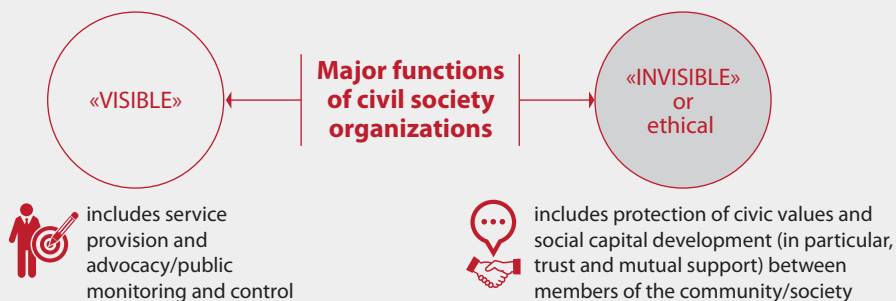 «VISIBLE»
Major functions
of civil society
organizations
«INVISIBLE»
or
ethical
includes service
provision and
advocacy/public
monitoring and control
includes protection of civic values and
social capital development (in particular,
trust and mutual support) between
members of the community/society